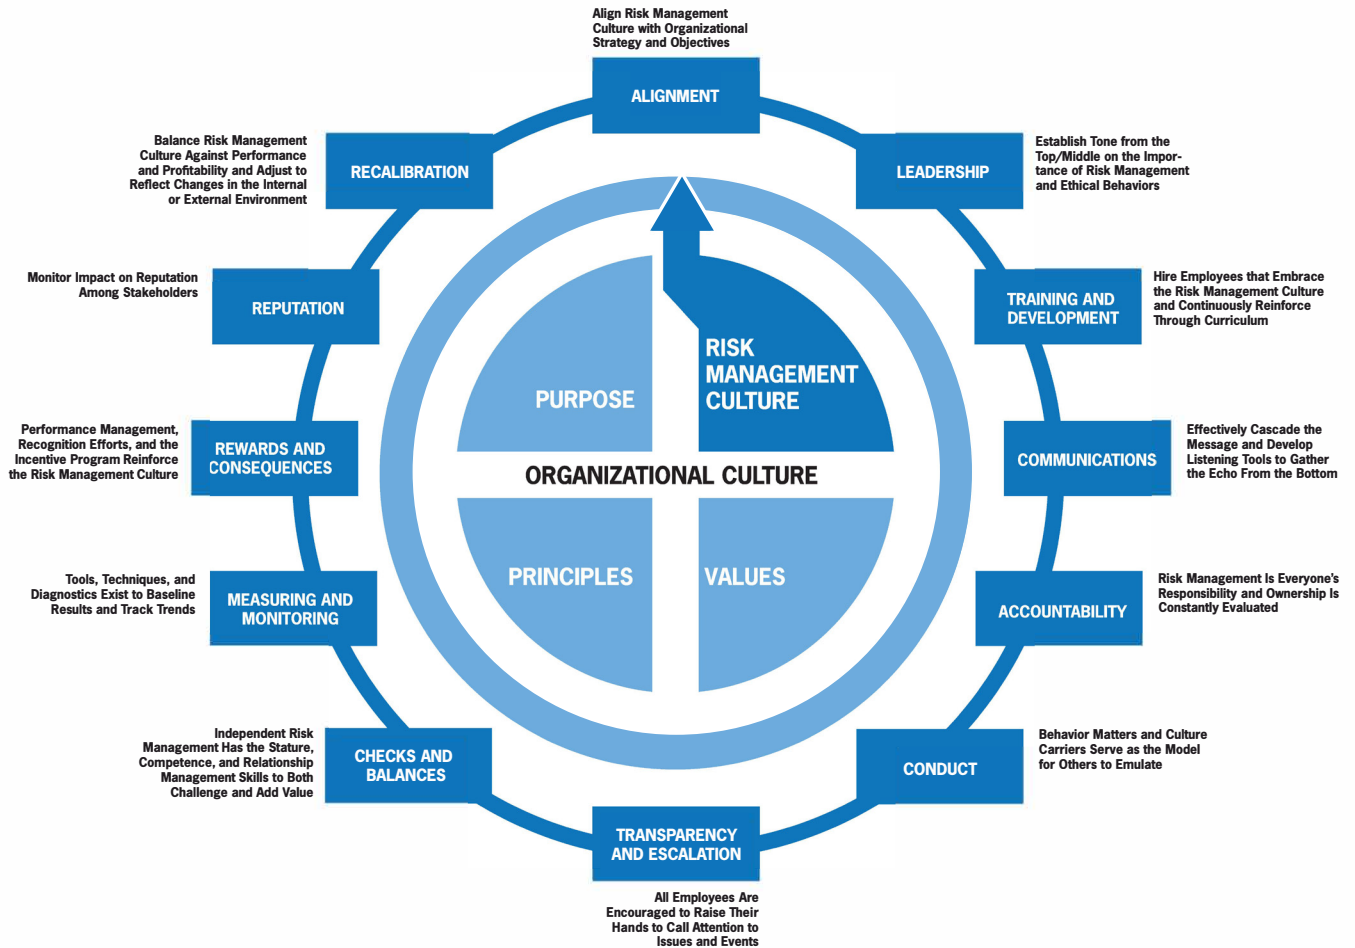 Align Risk Management
Culture with Organizational
Strategy and Objectives
ALIGNMENT
Establish Tone from the
Top/Middle on the Impor-
tance of Risk Management
and Ethical Behaviors
LEADERSHIP
Hire Employees that Embrace
the Risk Management Culture
and Continuously Reinforce
Through Curriculum
TRAINING AND
DEVELOPMENT
Effectively Cascade the
Message and Develop
Listening Tools to Gather
the Echo From the Bottom
COMMUNICATIONS
Risk Management Is Everyone's
Responsibility and Ownership Is
Constantly Evaluated
ACCOUNTABILITY
Behavior Matters and Culture
Carriers Serve as the Model
for Others to Emulate
CONDUCT
TRANSPARENCY
AND ESCALATION
All Employees Are
Encouraged to Raise Their
Hands to Call Attention to
Issues and Events
Independent Risk
Management Has the Stature,
Competence, and Relationship
Management Skills to Both
Challenge and Add Value
CHECKS AND
BALANCES
Tools, Techniques, and
Diagnostics Exist to Baseline
Results and Track Trends
MEASURING AND
MONITORING
Performance Management,
Recognition Efforts, and the
Incentive Program Reinforce
the Risk Management Culture
REWARDS AND
CONSEQUENCES
Monitor Impact on Reputation
Among Stakeholders
REPUTATION
Balance Risk Management
Culture Against Performance
and Profitability and Adjust to
Reflect Changes in the Internal
or External Environment
RECALIBRATION
PURPOSE
RISK
MANAGEMENT
CULTURE
ORGANIZATIONAL CULTURE
PRINCIPLES
VALUES